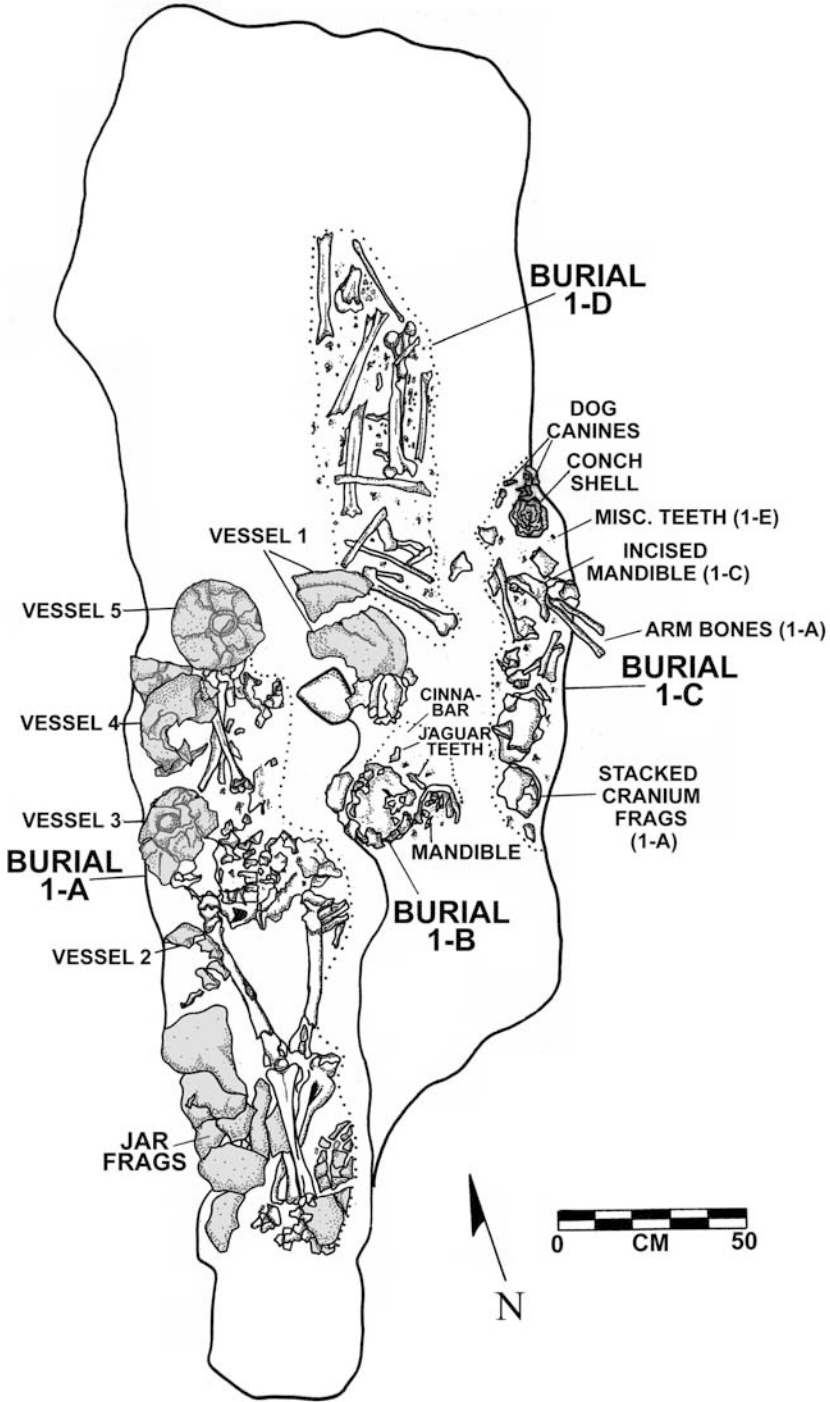 BURIAL
1-D
DOG
CANINES
CONCH
SHELL
MISC. TEETH (1-E)
VESSEL 1
INCISED
MANDIBLE (1-C)
VESSEL 5
ARM BONES (1-A)
BURIAL
1-C
CINNA-
BAR
VESSEL 4
JAGUAR
TEETH
STACKED
CRANIUM
FRAGS
(1-A)
VESSEL 3
MANDIBLE
BURIAL
1-A
BURIAL
1-B
VESSEL 2
JAR
FRAGS
0 CM 50
N